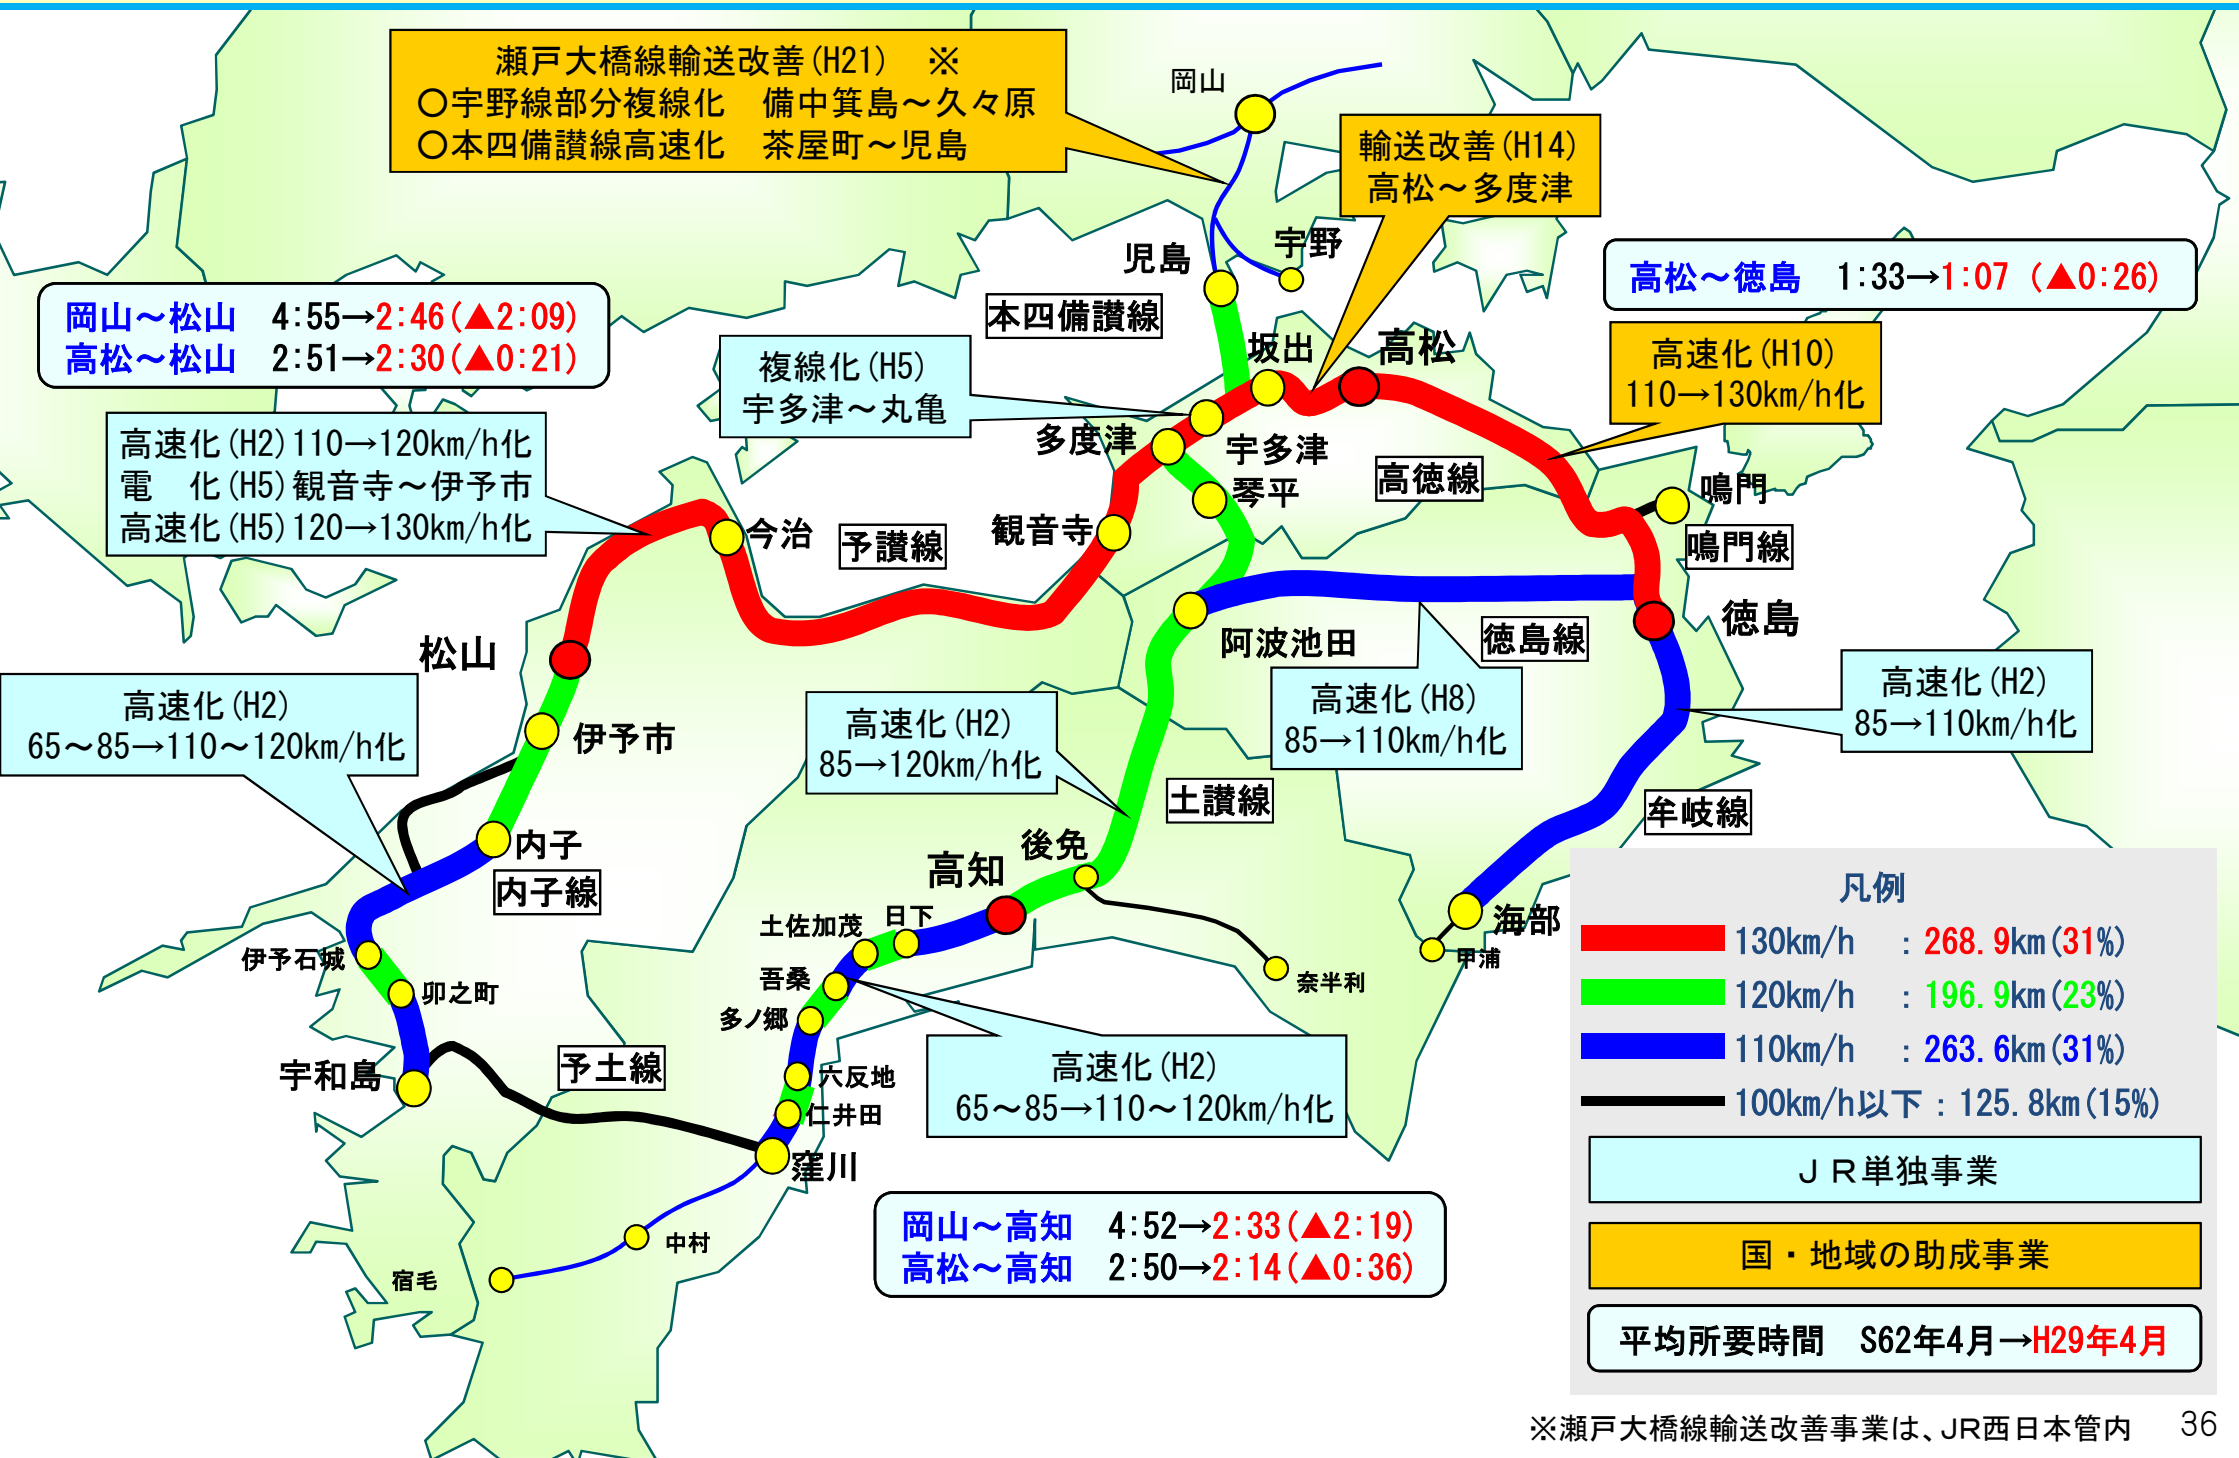 瀬戸大橋線輸送改善(H21)　※
○宇野線部分複線化　備中箕島～久々原
○本四備讃線高速化　茶屋町～児島
岡山
輸送改善(H14)
高松～多度津
児島
宇野
本四備讃線
高松～徳島　1:33→1:07 (▲0:26)
岡山～松山　4:55→2:46(▲2:09)
高松～松山　2:51→2:30(▲0:21)
複線化(H5)
宇多津～丸亀
坂出
高松
高速化(H10)
110→130km/h化
高速化(H2)110→120km/h化
電　化(H5)観音寺～伊予市
高速化(H5)120→130km/h化
多度津
宇多津
琴平
高徳線
鳴門
鳴門線
今治
予讃線
観音寺
松山
阿波池田
徳島線
徳島
高速化(H2)
65～85→110～120km/h化
伊予市
高速化(H2)
85→120km/h化
高速化(H8)
85→110km/h化
高速化(H2)
85→110km/h化
土讃線
牟岐線
内子
内子線
高知
後免
土佐加茂
日下
海部
甲浦
伊予石城
卯之町
吾桑
多ノ郷
奈半利
宇和島
予土線
六反地
仁井田
高速化(H2)
65～85→110～120km/h化
窪川
中村
宿毛
岡山～高知　4:52→2:33(▲2:19)
高松～高知　2:50→2:14(▲0:36)
凡例
130km/h　：268.9km(31%)
120km/h　：196.9km(23%)
110km/h　：263.6km(31%)
100km/h以下：125.8km(15%)
ＪＲ単独事業
国・地域の助成事業
平均所要時間　S62年4月→H29年4月
※瀬戸大橋線輸送改善事業は、JR西日本管内
36